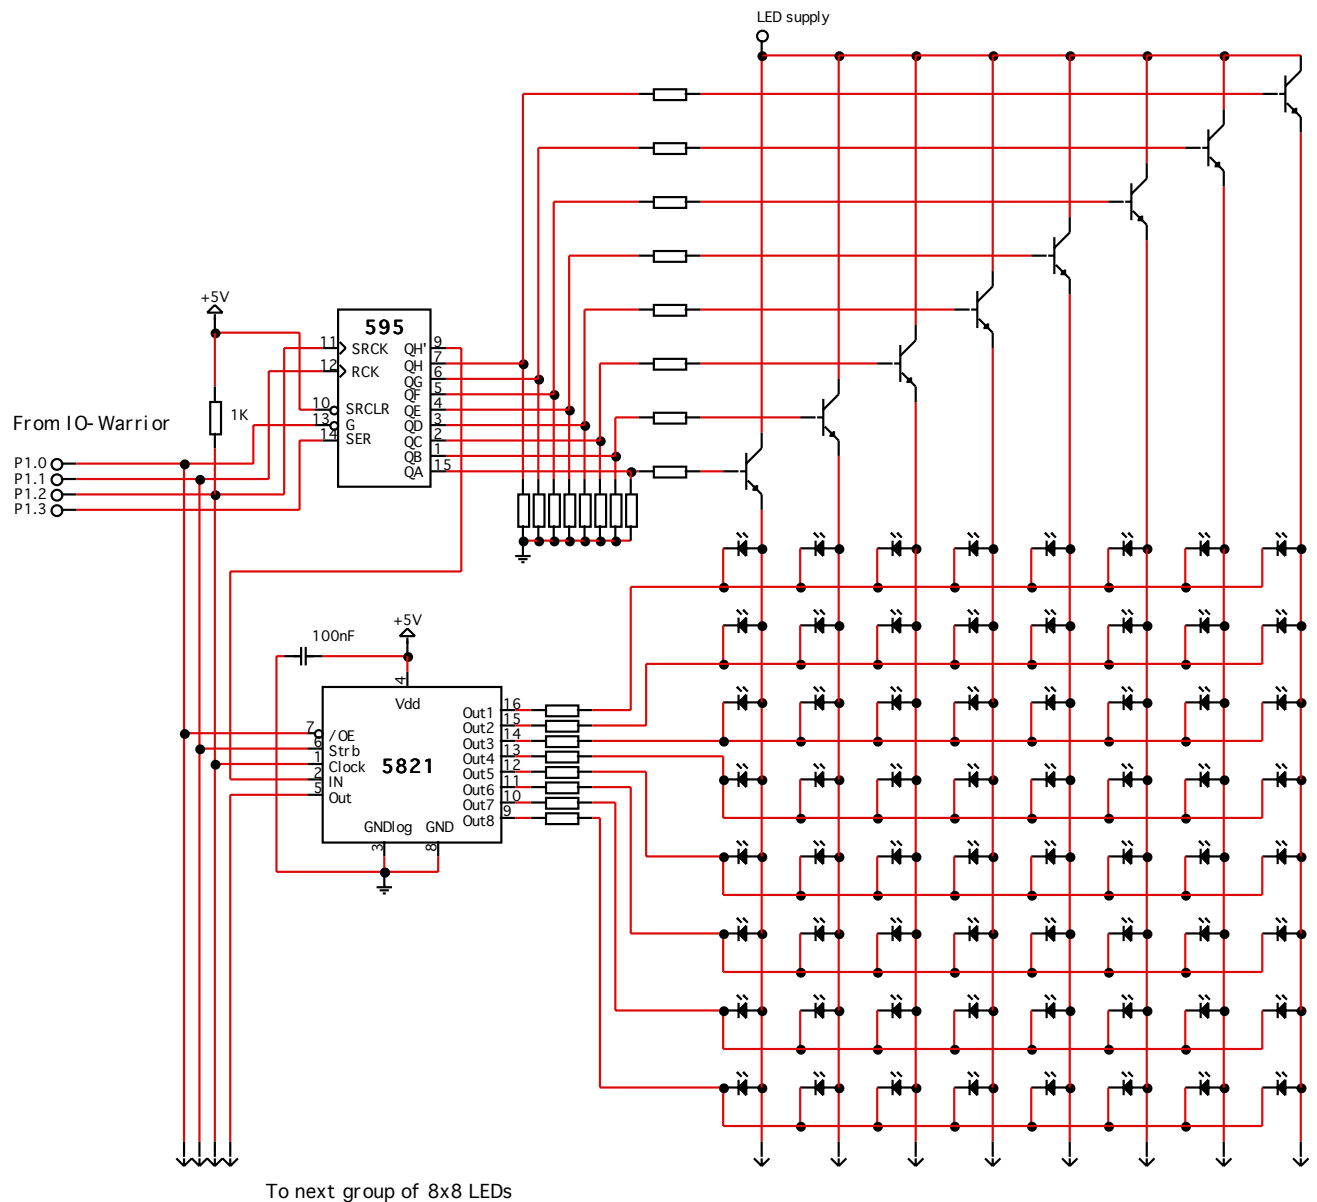 LED supply
+5V
595
11 SRCK
12 RCK
10 SRCLR
13 G
14 SER
QH' 9
QH 7
QG 6
QF 5
QE 4
QD 3
QC 2
QB 1
QA 15
1K
From IO-Warrior
P1.0
P1.1
P1.2
P1.3
+5V
100nF
4
Vdd
5821
7 /OE
6 Strb
1 Clock
2 IN
5 Out
Out1 16
Out2 15
Out3 14
Out4 13
Out5 12
Out6 11
Out7 10
Out8 9
GNDlog GND
3 8
To next group of 8x8 LEDs